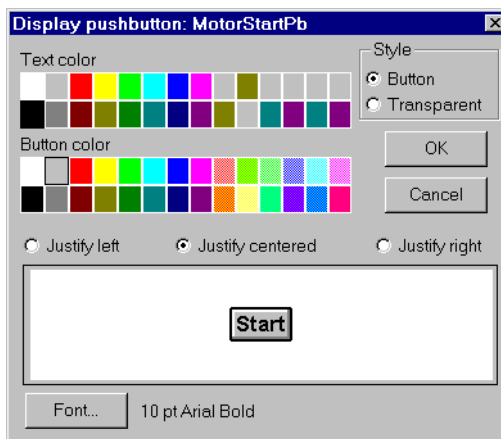 Display pushbutton: MotorStartPb
Text color
Style
Button
Transparent
Button color
OK
Cancel
Justify left
Justify centered
Justify right
Start
Font...
10 pt Arial Bold